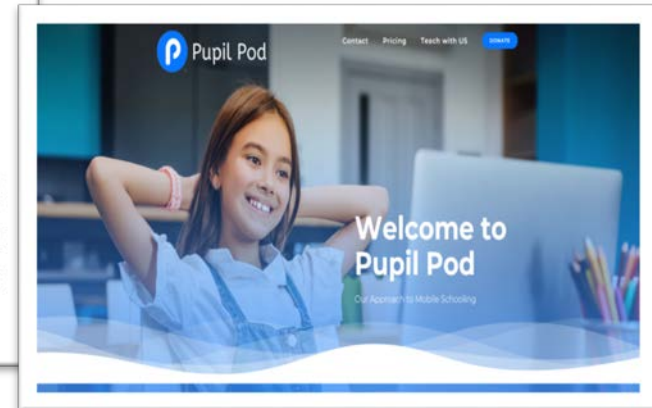 Pupil Pod
Contact Pricing Teach with US DONATE
Welcome to
Pupil Pod
Our Approach to Mobile Schooling